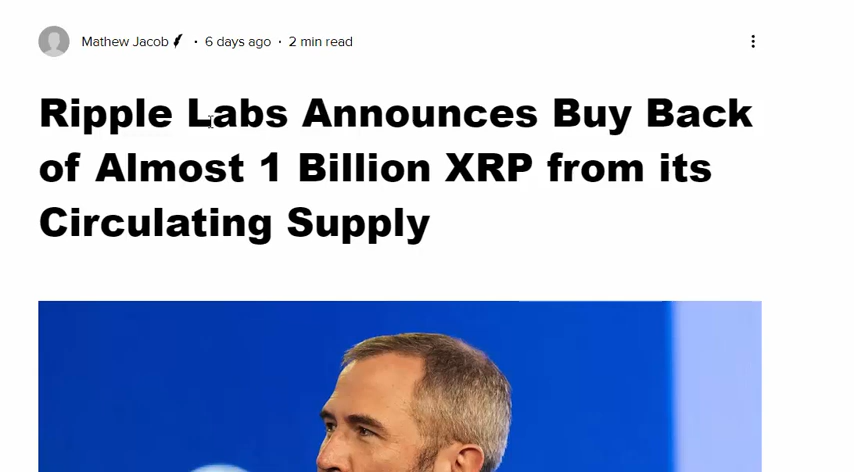 Mathew Jacob · 6 days ago · 2 min read
Ripple Labs Announces Buy Back
of Almost 1 Billion XRP from its
Circulating Supply